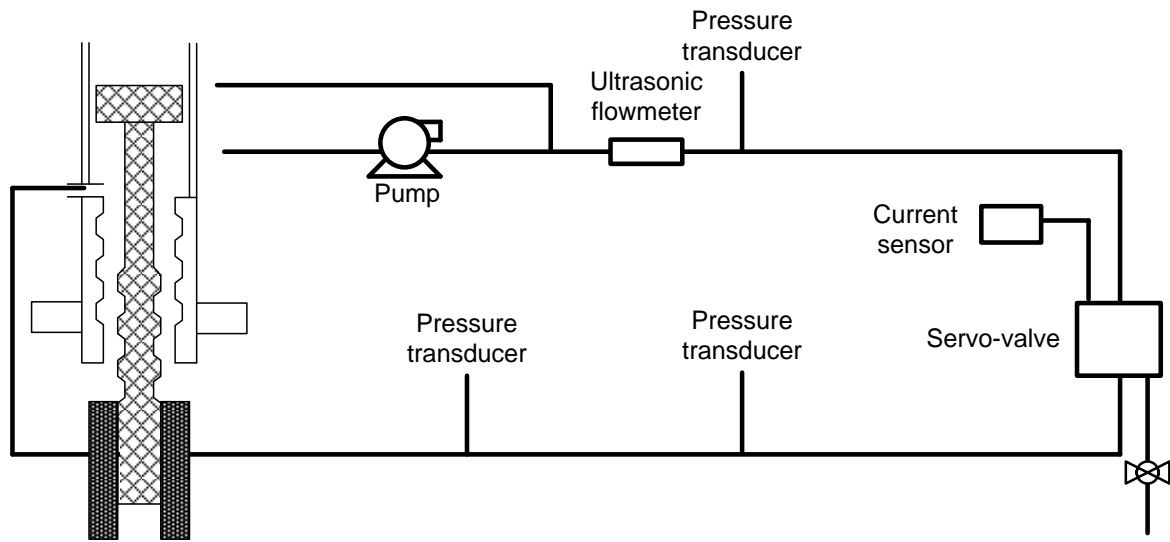 Pressure
transducer
Ultrasonic
flowmeter
Pump
Current
sensor
Pressure
transducer
Pressure
transducer
Servo-valve